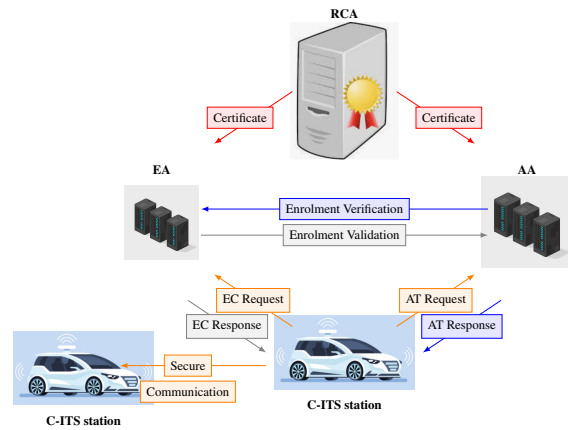 RCA
Certificate
Certificate
EA
AA
Enrolment Verification
Enrolment Validation
EC Request
AT Request
EC Response
AT Response
Secure
Communication
C-ITS station
C-ITS station